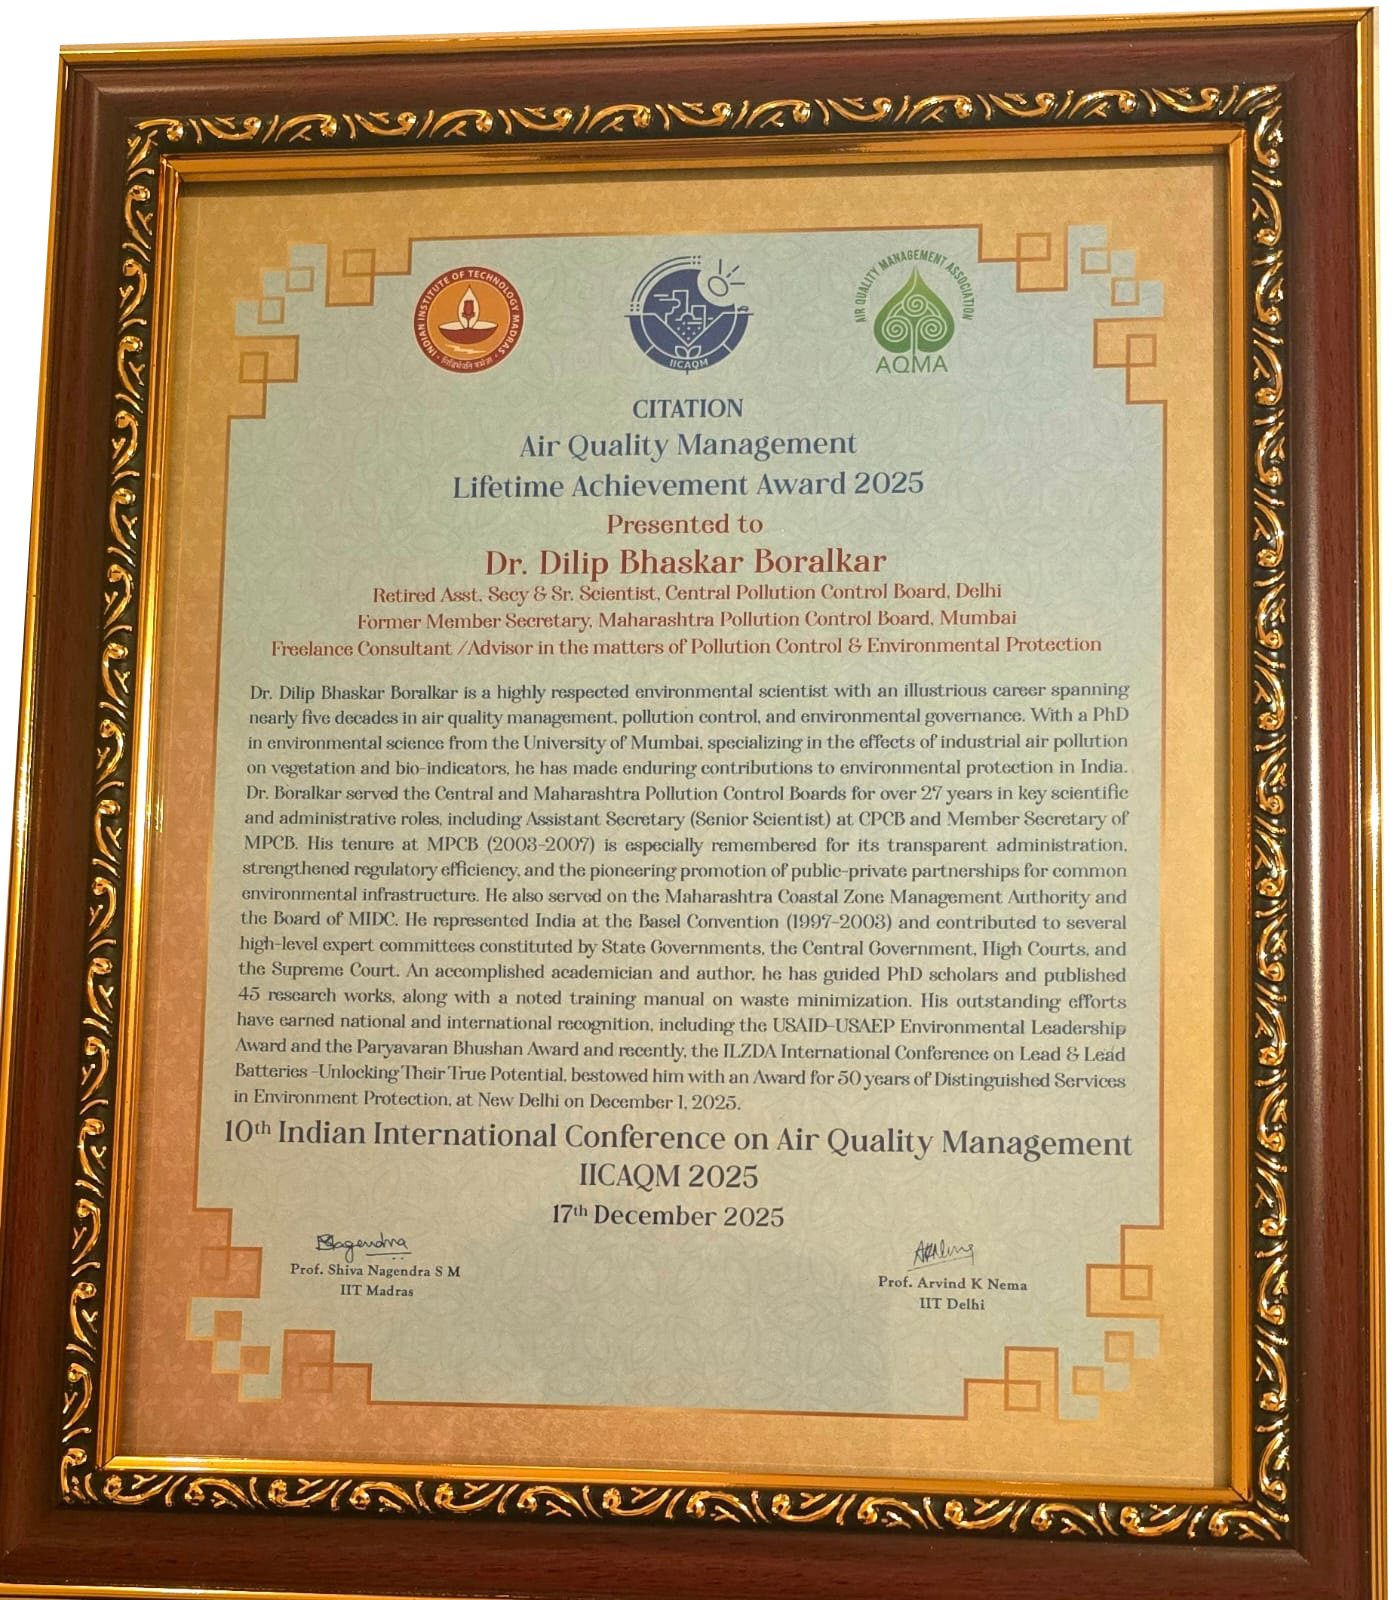 INDIAN INSTITUTE OF TECHNOLOGY MADRAS
सिद्धिर्भवति कर्मजा
IICAQM
AIR QUALITY MANAGEMENT ASSOCIATION
AQMA
CITATION
Air Quality Management
Lifetime Achievement Award 2025
Presented to
Dr. Dilip Bhaskar Boralkar
Retired Asst. Secy & Sr. Scientist, Central Pollution Control Board, Delhi
Former Member Secretary, Maharashtra Pollution Control Board, Mumbai
Freelance Consultant /Advisor in the matters of Pollution Control & Environmental Protection
Dr. Dilip Bhaskar Boralkar is a highly respected environmental scientist with an illustrious career spanning
nearly five decades in air quality management, pollution control, and environmental governance. With a PhD
in environmental science from the University of Mumbai, specializing in the effects of industrial air pollution
on vegetation and bio-indicators, he has made enduring contributions to environmental protection in India.
Dr. Boralkar served the Central and Maharashtra Pollution Control Boards for over 27 years in key scientific
and administrative roles, including Assistant Secretary (Senior Scientist) at CPCB and Member Secretary of
MPCB. His tenure at MPCB (2003-2007) is especially remembered for its transparent administration,
strengthened regulatory efficiency, and the pioneering promotion of public-private partnerships for common
environmental infrastructure. He also served on the Maharashtra Coastal Zone Management Authority and
the Board of MIDC. He represented India at the Basel Convention (1997-2003) and contributed to several
high-level expert committees constituted by State Governments, the Central Government, High Courts, and
the Supreme Court. An accomplished academician and author, he has guided PhD scholars and published
45 research works, along with a noted training manual on waste minimization. His outstanding efforts
have earned national and international recognition, including the USAID-USAEP Environmental Leadership
Award and the Paryavaran Bhushan Award and recently, the ILZDA International Conference on Lead & Lead
Batteries -Unlocking Their True Potential, bestowed him with an Award for 50 years of Distinguished Services
in Environment Protection, at New Delhi on December 1, 2025.
10th Indian International Conference on Air Quality Management
IICAQM 2025
17th December 2025
Nagendra
Prof. Shiva Nagendra S M
IIT Madras
Prof. Arvind K Nema
IIT Delhi